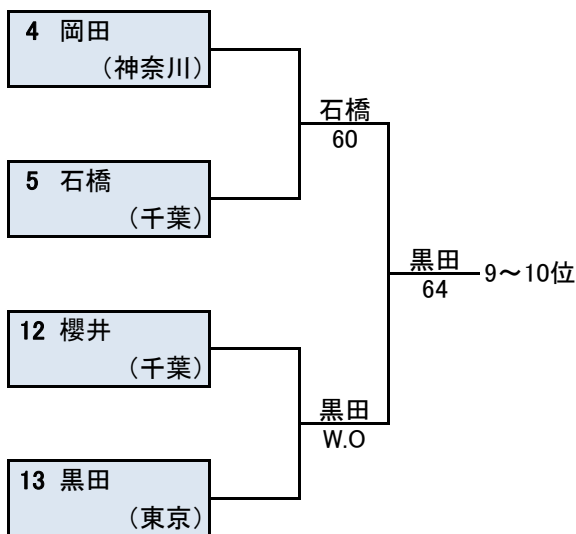 4 岡田
（神奈川）
石橋
60
5 石橋
（千葉）
黒田
64
9～10位
12 櫻井
（千葉）
黒田
W.O
13 黒田
（東京）